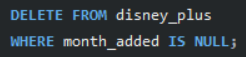 DELETE FROM disney_plus
WHERE month_added IS NULL;